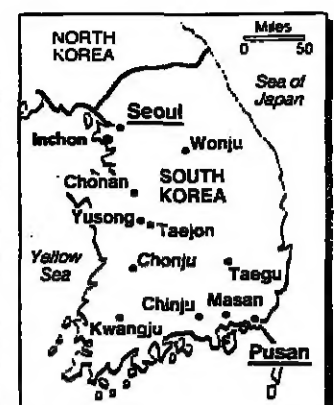 NORTH
KOREA
Miles
0 50
Sea of
Japan
Seoul
Inchon
Wonju
Chonan
SOUTH
KOREA
Yusong
Taejon
Yellow
Sea
Chonju
Taegu
Chinju
Masan
Kwangju
Pusan